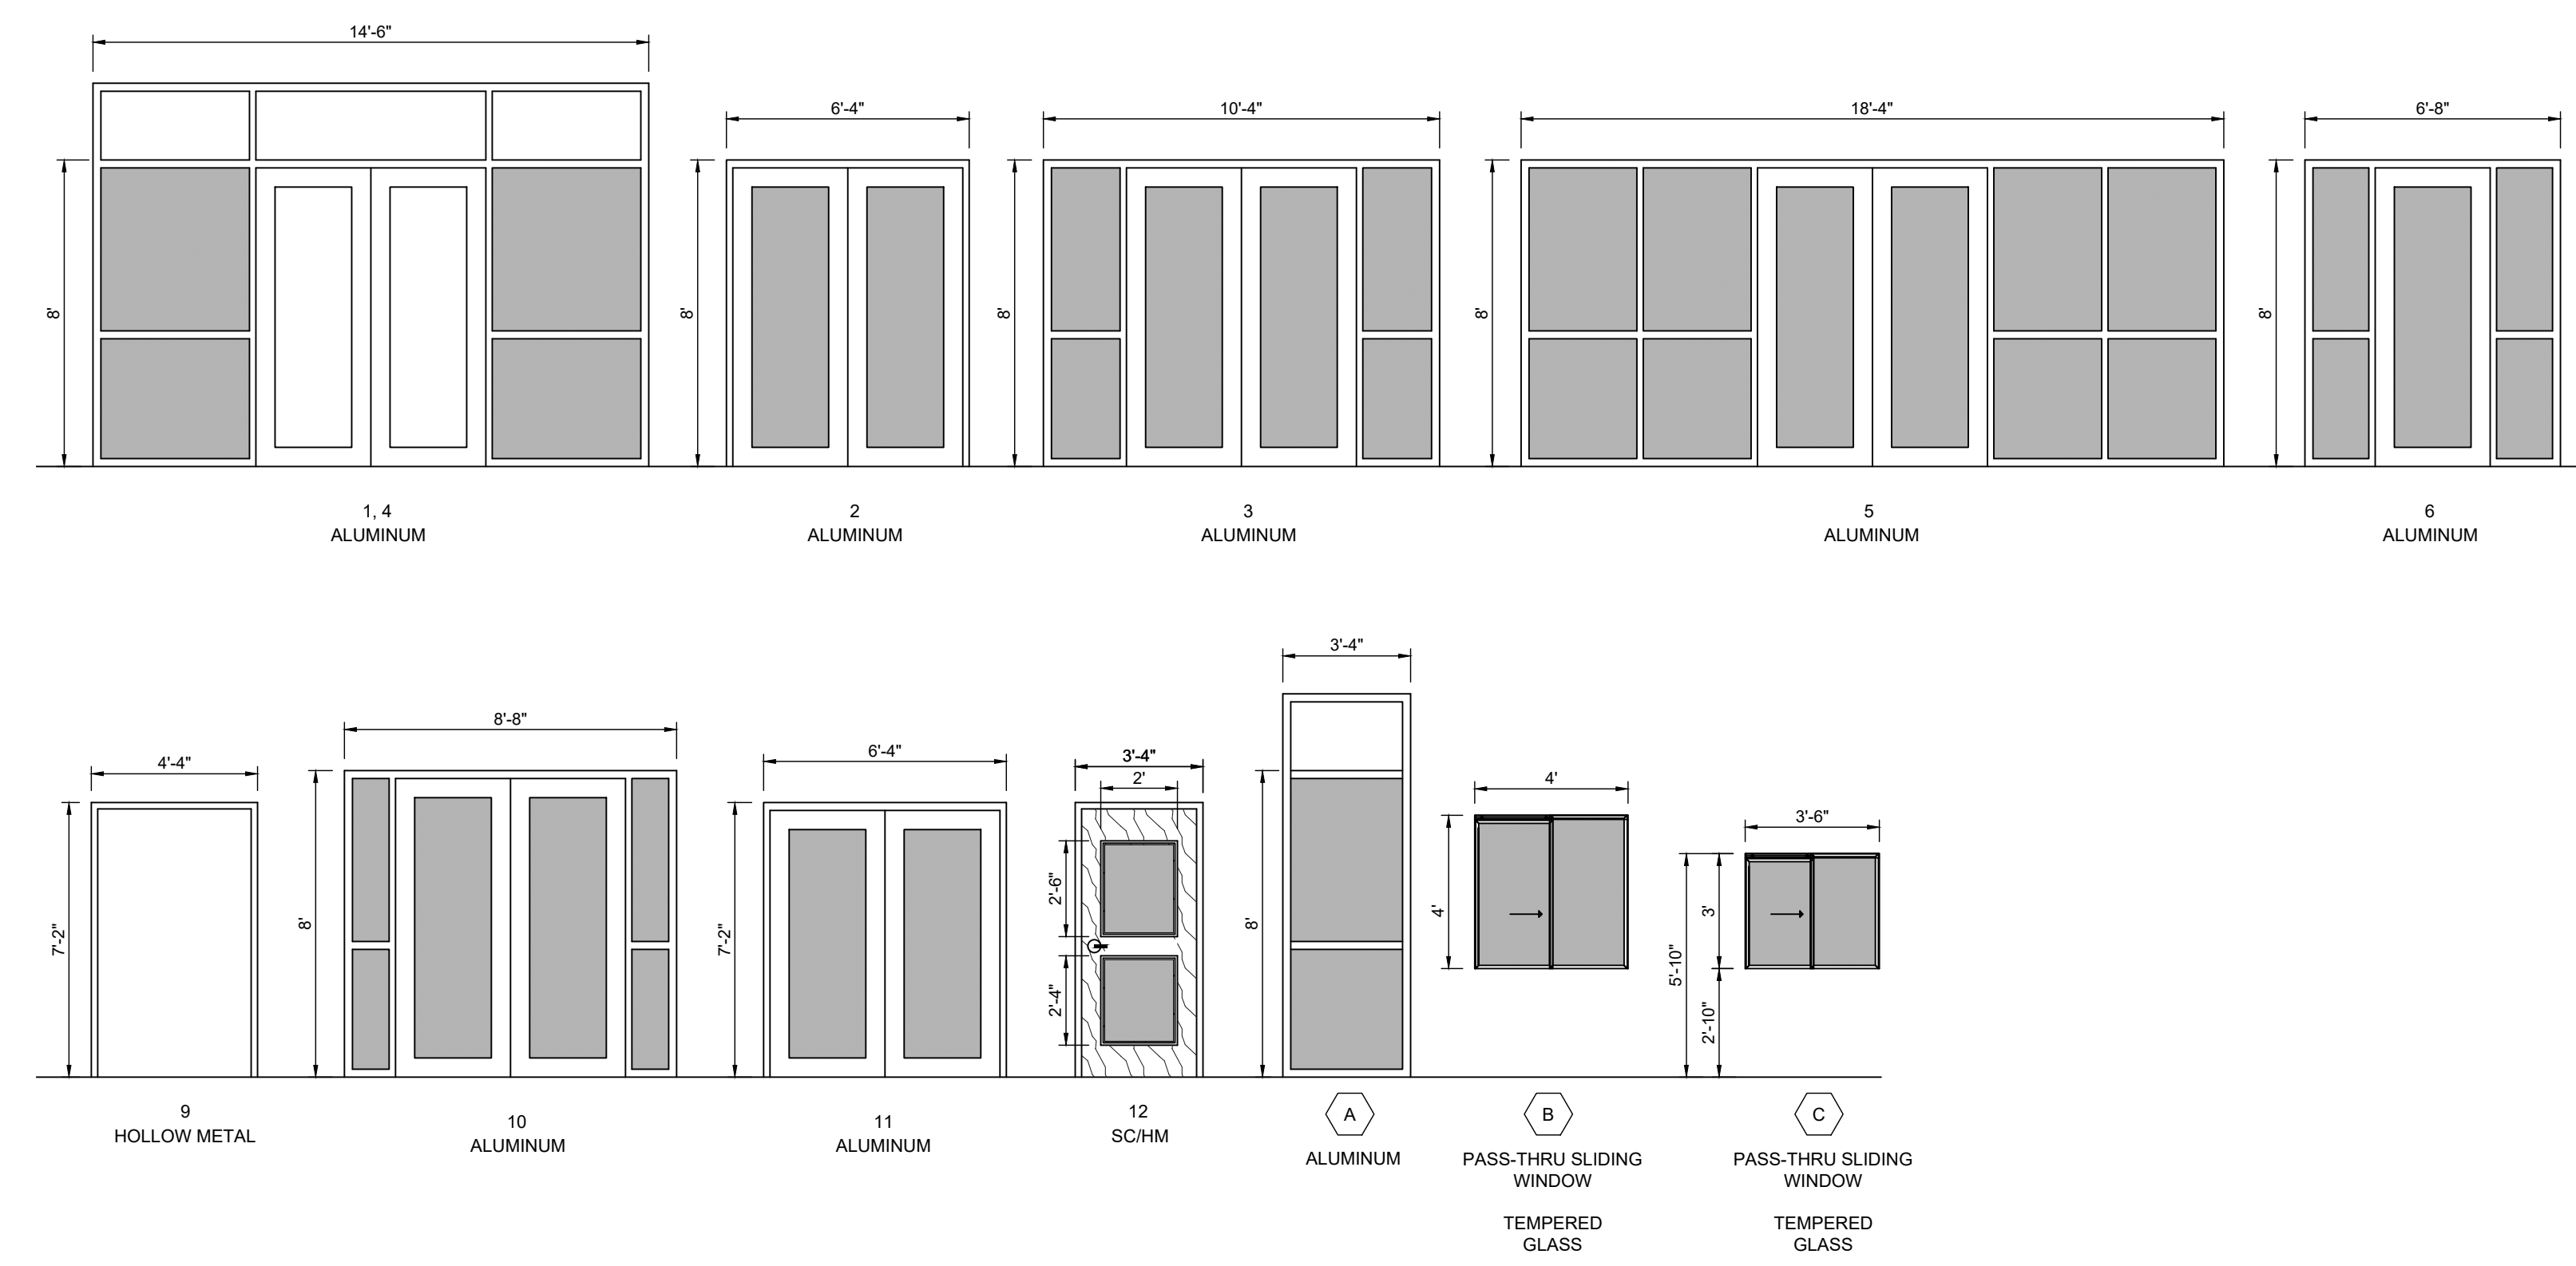 14'-6"
6'-4"
10'-4"
18'-4"
6'-8"
8'
8'
8'
8'
8'
1, 4
ALUMINUM
2
ALUMINUM
3
ALUMINUM
5
ALUMINUM
6
ALUMINUM
4'-4"
7'-2"
9
HOLLOW METAL
8'-8"
8'
10
ALUMINUM
6'-4"
7'-2"
11
ALUMINUM
3'-4"
2'
2'-6"
2'-4"
12
SC/HM
3'-4"
8'
A
ALUMINUM
4'
4'
B
PASS-THRU SLIDING
WINDOW
TEMPERED
GLASS
3'-6"
3'
5'-10"
2'-10"
C
PASS-THRU SLIDING
WINDOW
TEMPERED
GLASS